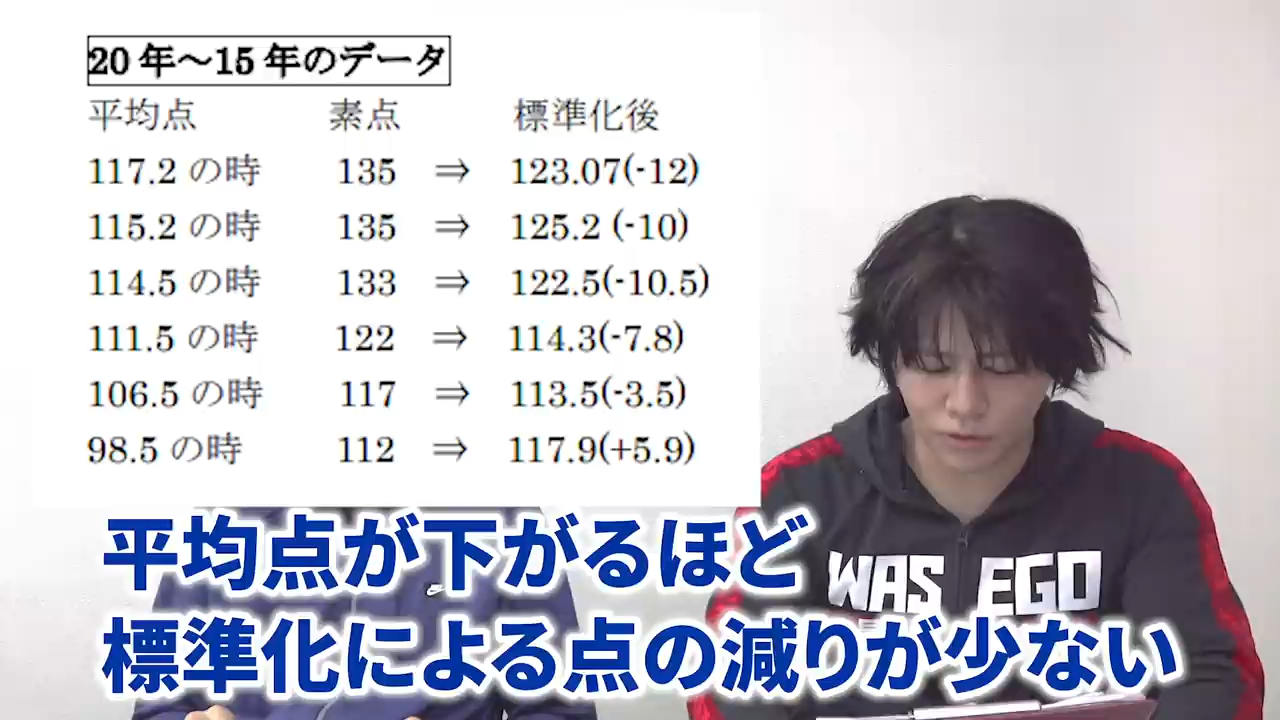 20年～15年のデータ
平均点 素点 標準化後
117.2の時 135 ⇒ 123.07(-12)
115.2の時 135 ⇒ 125.2 (-10)
114.5の時 133 ⇒ 122.5(-10.5)
111.5の時 122 ⇒ 114.3(-7.8)
106.5の時 117 ⇒ 113.5(-3.5)
98.5の時 112 ⇒ 117.9(+5.9)
WAS EGO
平均点が下がるほど
標準化による点の減りが少ない